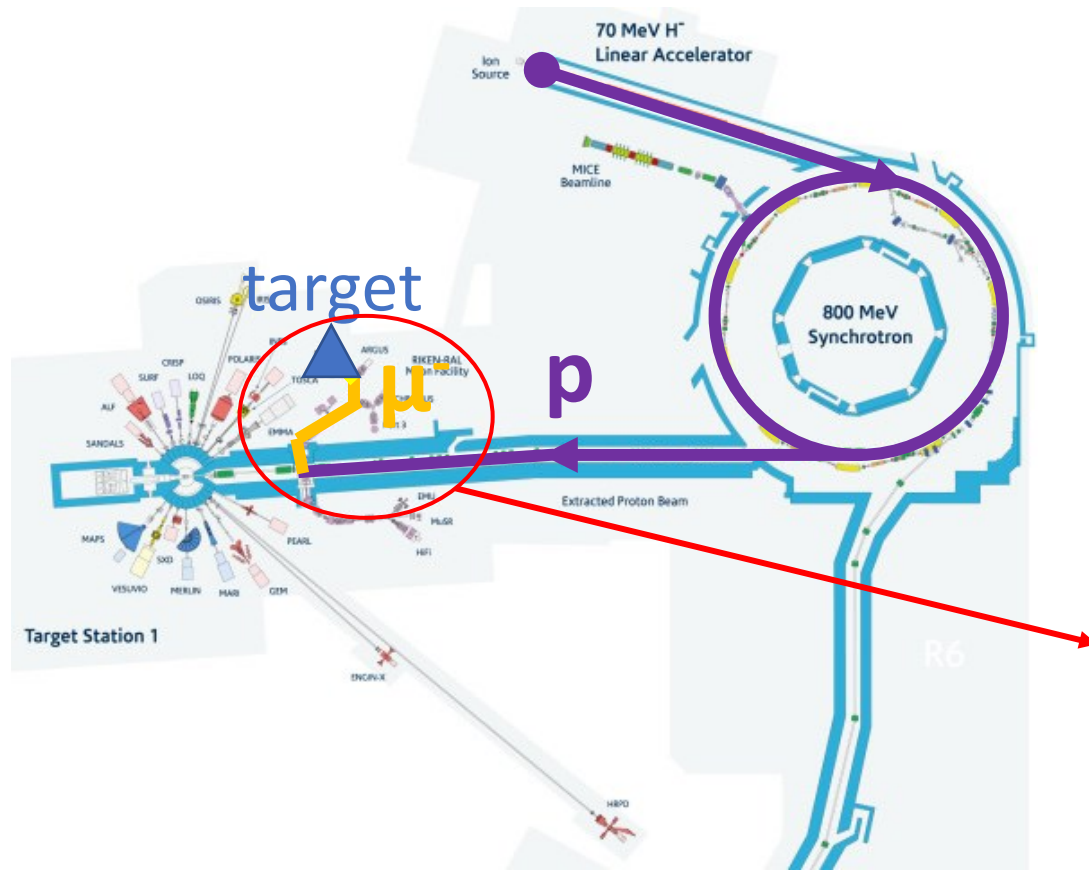 70 MeV H⁻
Linear Accelerator
Ion
Source
MICE
Beamline
800 MeV
Synchrotron
target
OSIRIS
CRISP
SURF
LOQ
POLARIS
TOSCA
ALF
SANDALS
EMMA
ARGUS
RIKEN-RAL
Facility
μ⁻
p
Extracted Proton Beam
EMU
MuSR
HiFi
MAPS
VESUVIO
SXD
MERLIN
MARI
GEM
PEARL
Target Station 1
ENGIN-X
R6
HRPD